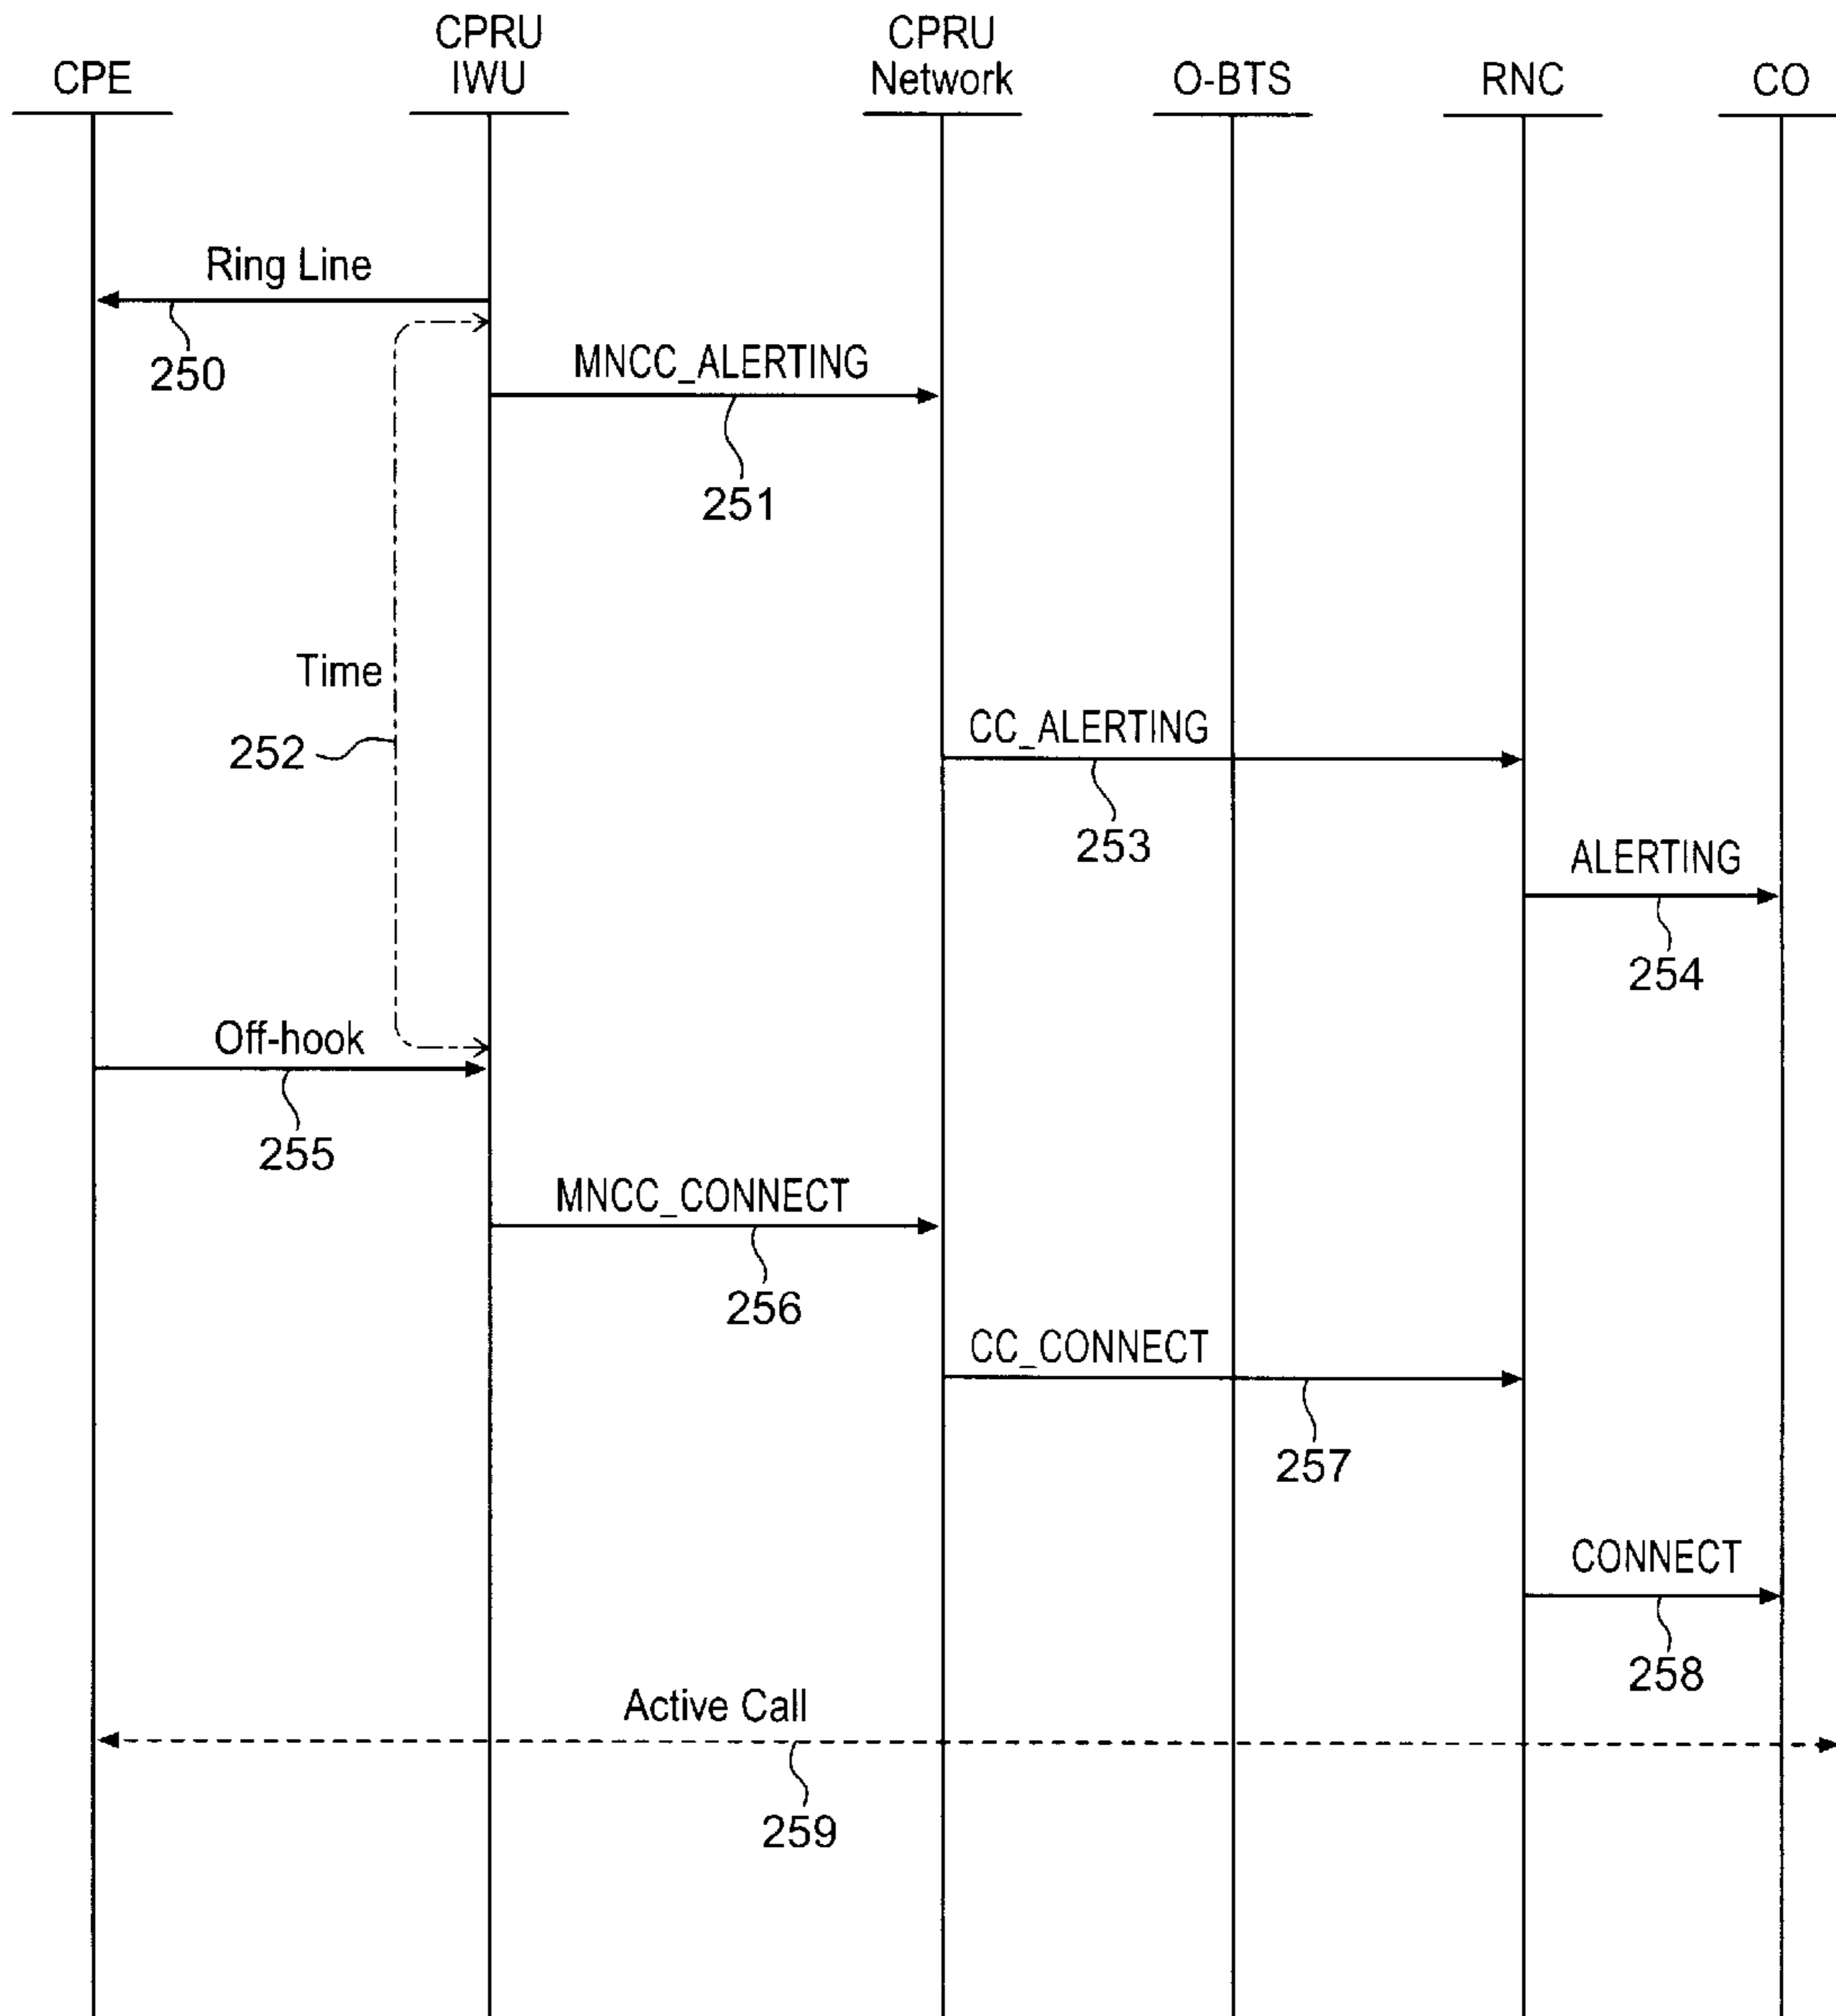 CPE
CPRU
IWU
CPRU
Network
O-BTS
RNC
CO
Ring Line
250
MNCC_ALERTING
251
Time
252
CC_ALERTING
253
ALERTING
254
Off-hook
255
MNCC_CONNECT
256
CC_CONNECT
257
CONNECT
258
Active Call
259